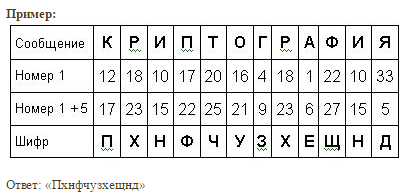 Пример:
Сообщение К Р И П Т О Г Р А Ф И Я
Номер 1 12 18 10 17 20 16 4 18 1 22 10 33
Номер 1 +5 17 23 15 22 25 21 9 23 6 27 15 5
Шифр П Х Н Ф Ч У З Х Е Щ Н Д
Ответ: «Пхнфчузхещнд»